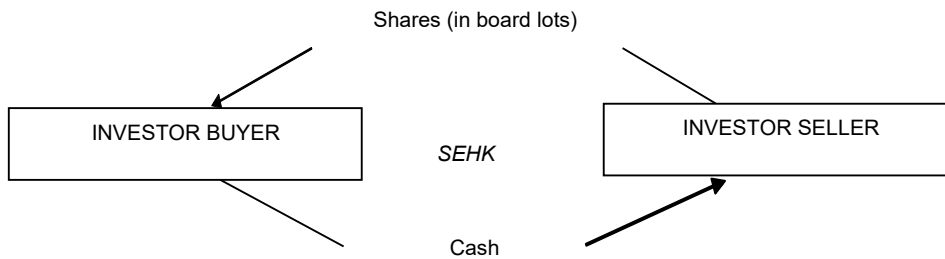 Shares (in board lots)
INVESTOR BUYER
INVESTOR SELLER
SEHK
Cash